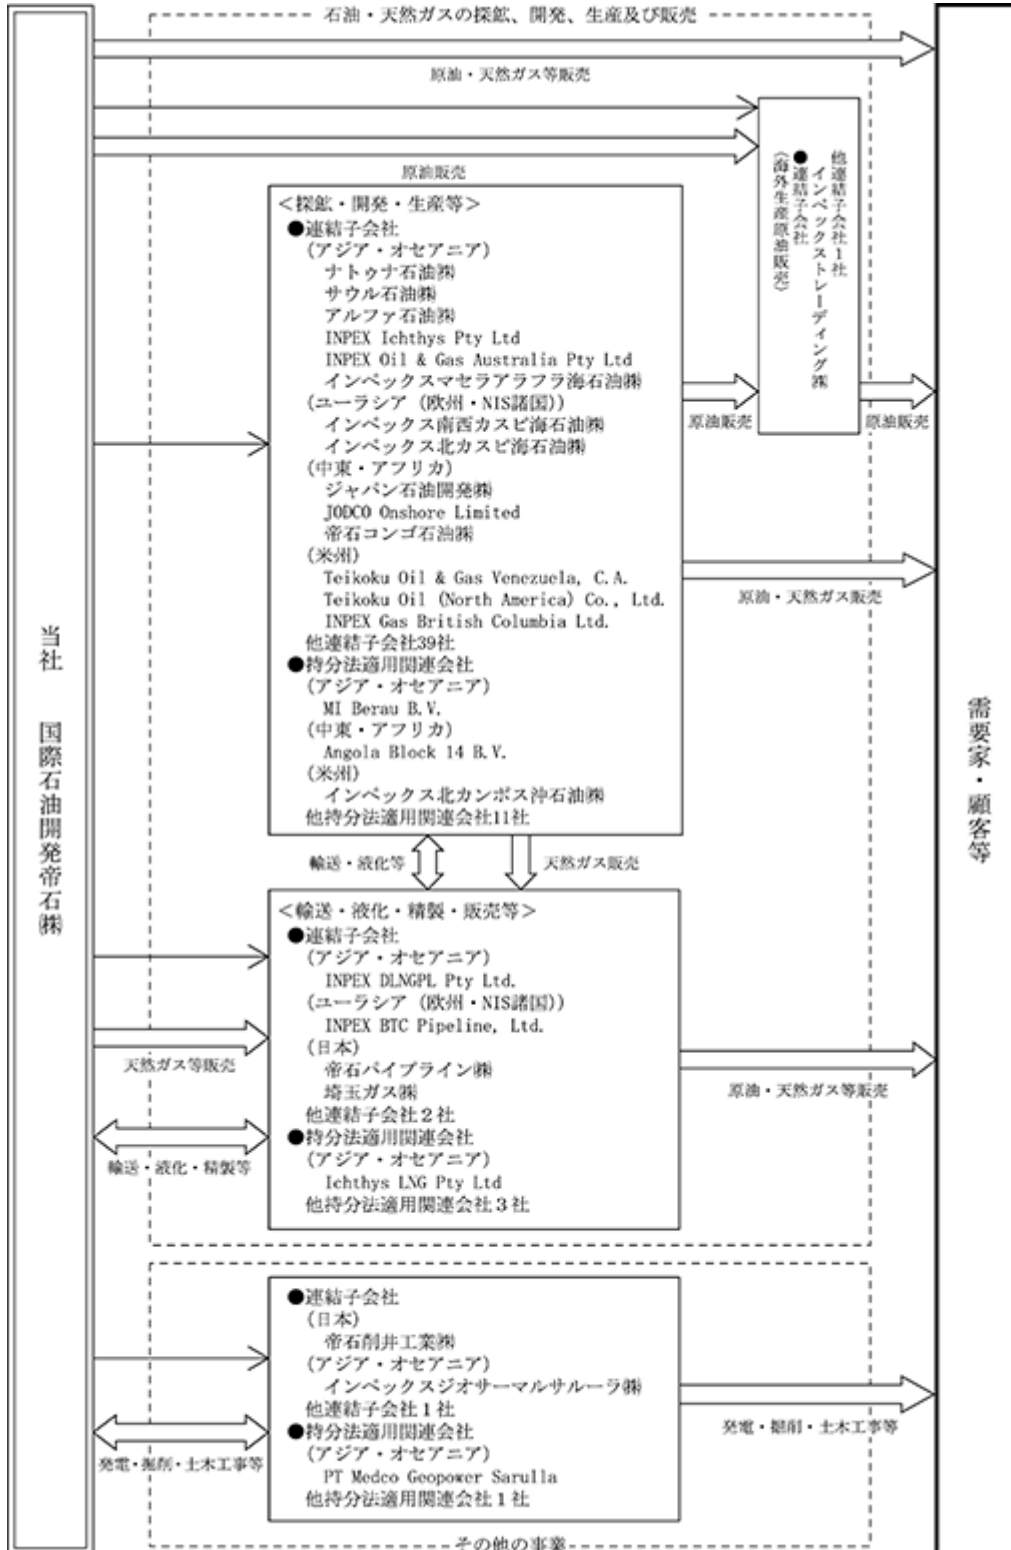 石油・天然ガスの探鉱、開発、生産及び販売
原油・天然ガス等販売
原油販売
他連結子会社1社
インペックストレーディング㈱
●連結子会社
(海外生産原油販売)
<探鉱・開発・生産等>
●連結子会社
(アジア・オセアニア)
ナトゥナ石油㈱
サウル石油㈱
アルファ石油㈱
INPEX Ichthys Pty Ltd
INPEX Oil & Gas Australia Pty Ltd
インペックスマセラアラフラ海石油㈱
(ユーラシア (欧州・NIS諸国))
インペックス南西カスピ海石油㈱
インペックス北カスピ海石油㈱
(中東・アフリカ)
ジャパン石油開発㈱
JODCO Onshore Limited
帝石コンゴ石油㈱
(米州)
Teikoku Oil & Gas Venezuela, C.A.
Teikoku Oil (North America) Co., Ltd.
INPEX Gas British Columbia Ltd.
他連結子会社39社
●持分法適用関連会社
(アジア・オセアニア)
MI Berau B.V.
(中東・アフリカ)
Angola Block 14 B.V.
(米州)
インペックス北カンポス沖石油㈱
他持分法適用関連会社11社
原油販売
原油販売
原油・天然ガス販売
当社 国際石油開発帝石㈱
需要家・顧客等
輸送・液化等
天然ガス販売
<輸送・液化・精製・販売等>
●連結子会社
(アジア・オセアニア)
INPEX DLNGPL Pty Ltd.
(ユーラシア (欧州・NIS諸国))
INPEX BTC Pipeline, Ltd.
(日本)
帝石パイプライン㈱
埼玉ガス㈱
他連結子会社2社
●持分法適用関連会社
(アジア・オセアニア)
Ichthys LNG Pty Ltd
他持分法適用関連会社3社
天然ガス等販売
輸送・液化・精製等
原油・天然ガス等販売
●連結子会社
(日本)
帝石削井工業㈱
(アジア・オセアニア)
インペックスジオサーマルサルーラ㈱
他連結子会社1社
●持分法適用関連会社
(アジア・オセアニア)
PT Medco Geopower Sarulla
他持分法適用関連会社1社
発電・掘削・土木工事等
発電・掘削・土木工事等
その他の事業